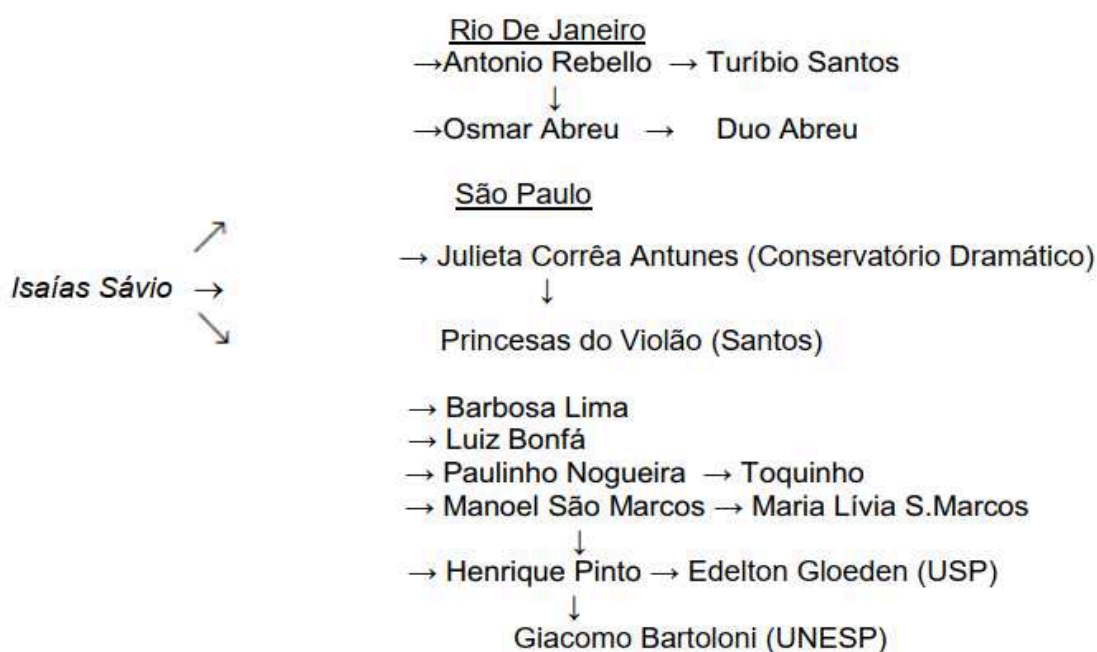 Rio De Janeiro
→Antonio Rebello → Turíbio Santos
↓
→Osmar Abreu → Duo Abreu
São Paulo
↗
→ Julieta Corrêa Antunes (Conservatório Dramático)
Isaías Sávio →
↓
↘
Princesas do Violão (Santos)
→ Barbosa Lima
→ Luiz Bonfá
→ Paulinho Nogueira → Toquinho
→ Manoel São Marcos → Maria Lívia S.Marcos
↓
→ Henrique Pinto → Edelton Gloeden (USP)
↓
Giacomo Bartoloni (UNESP)